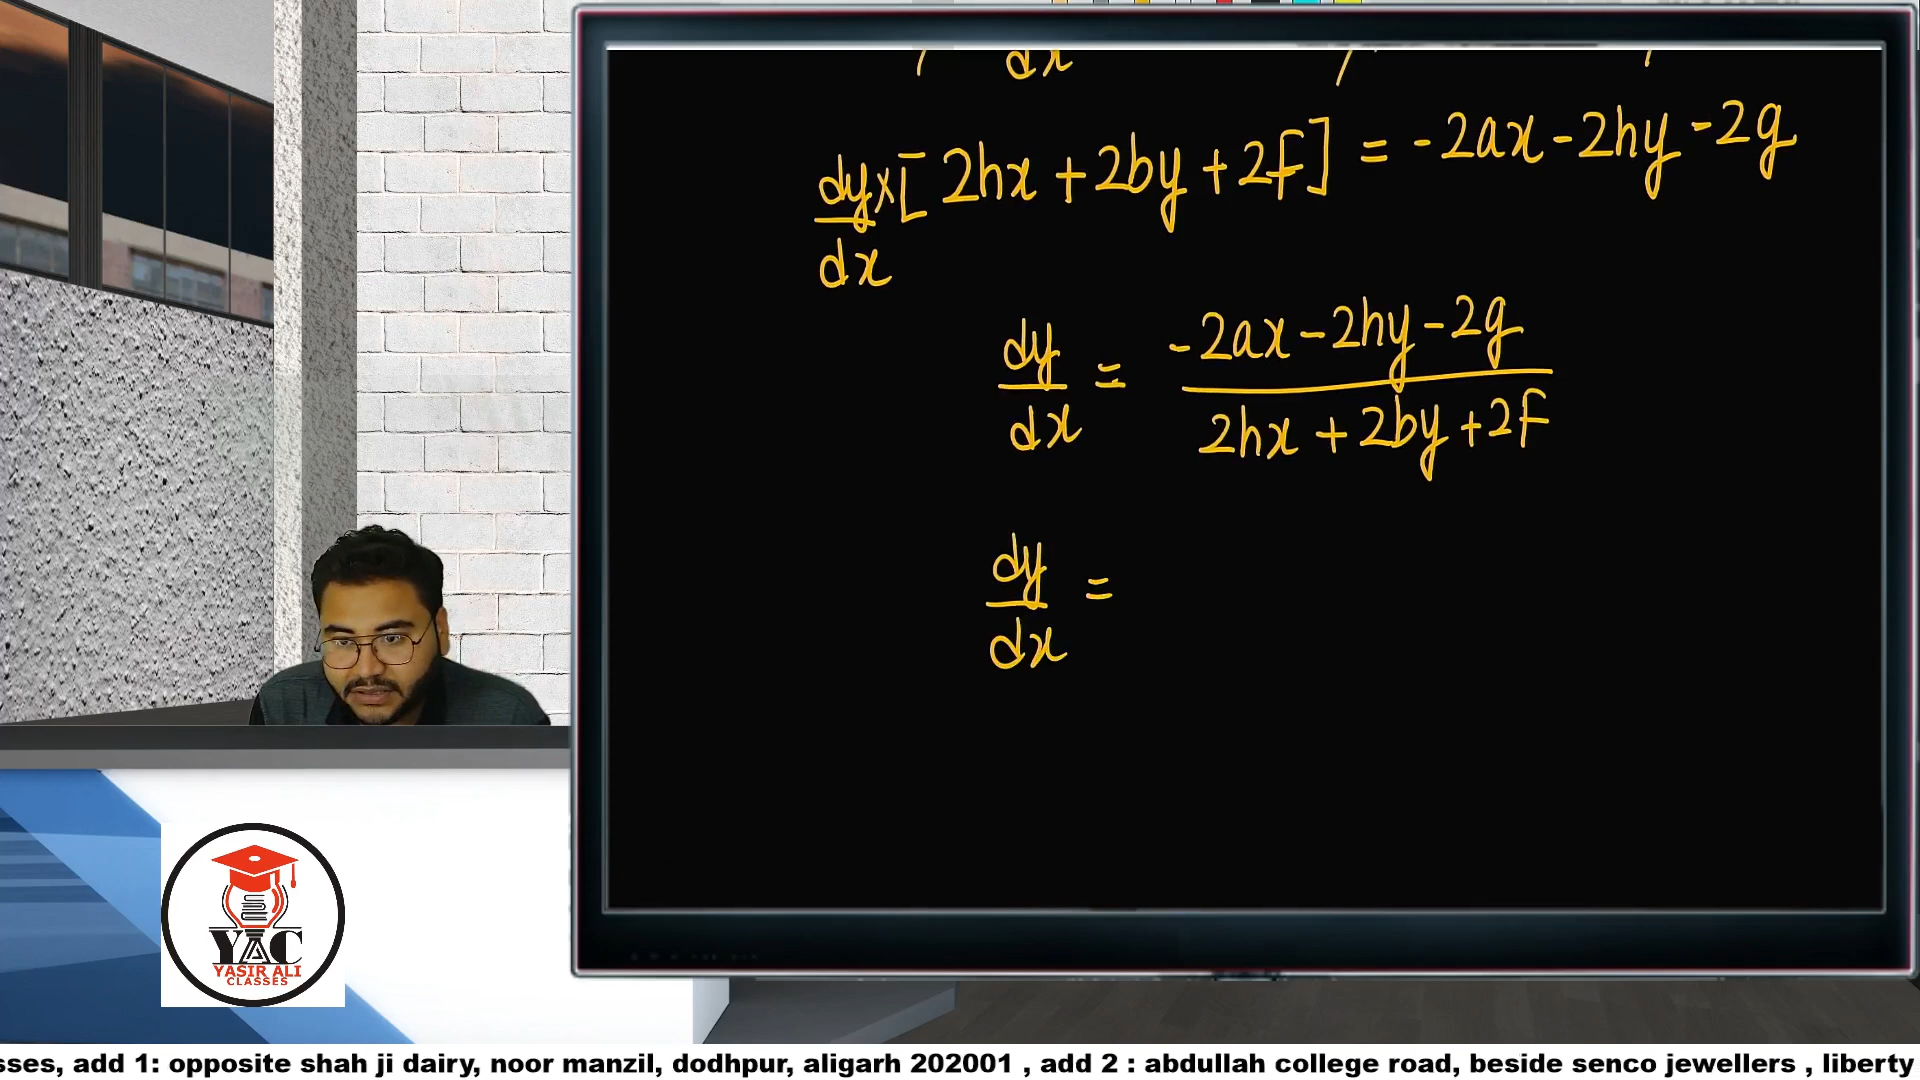 dx
dy/dx × [2hx + 2by + 2f] = -2ax - 2hy - 2g
dy/dx = (-2ax - 2hy - 2g)/(2hx + 2by + 2f)
dy/dx =
YAC
YASIR ALI
CLASSES
sses, add 1: opposite shah ji dairy, noor manzil, dodhpur, aligarh 202001 , add 2 : abdullah college road, beside senco jewellers , liberty